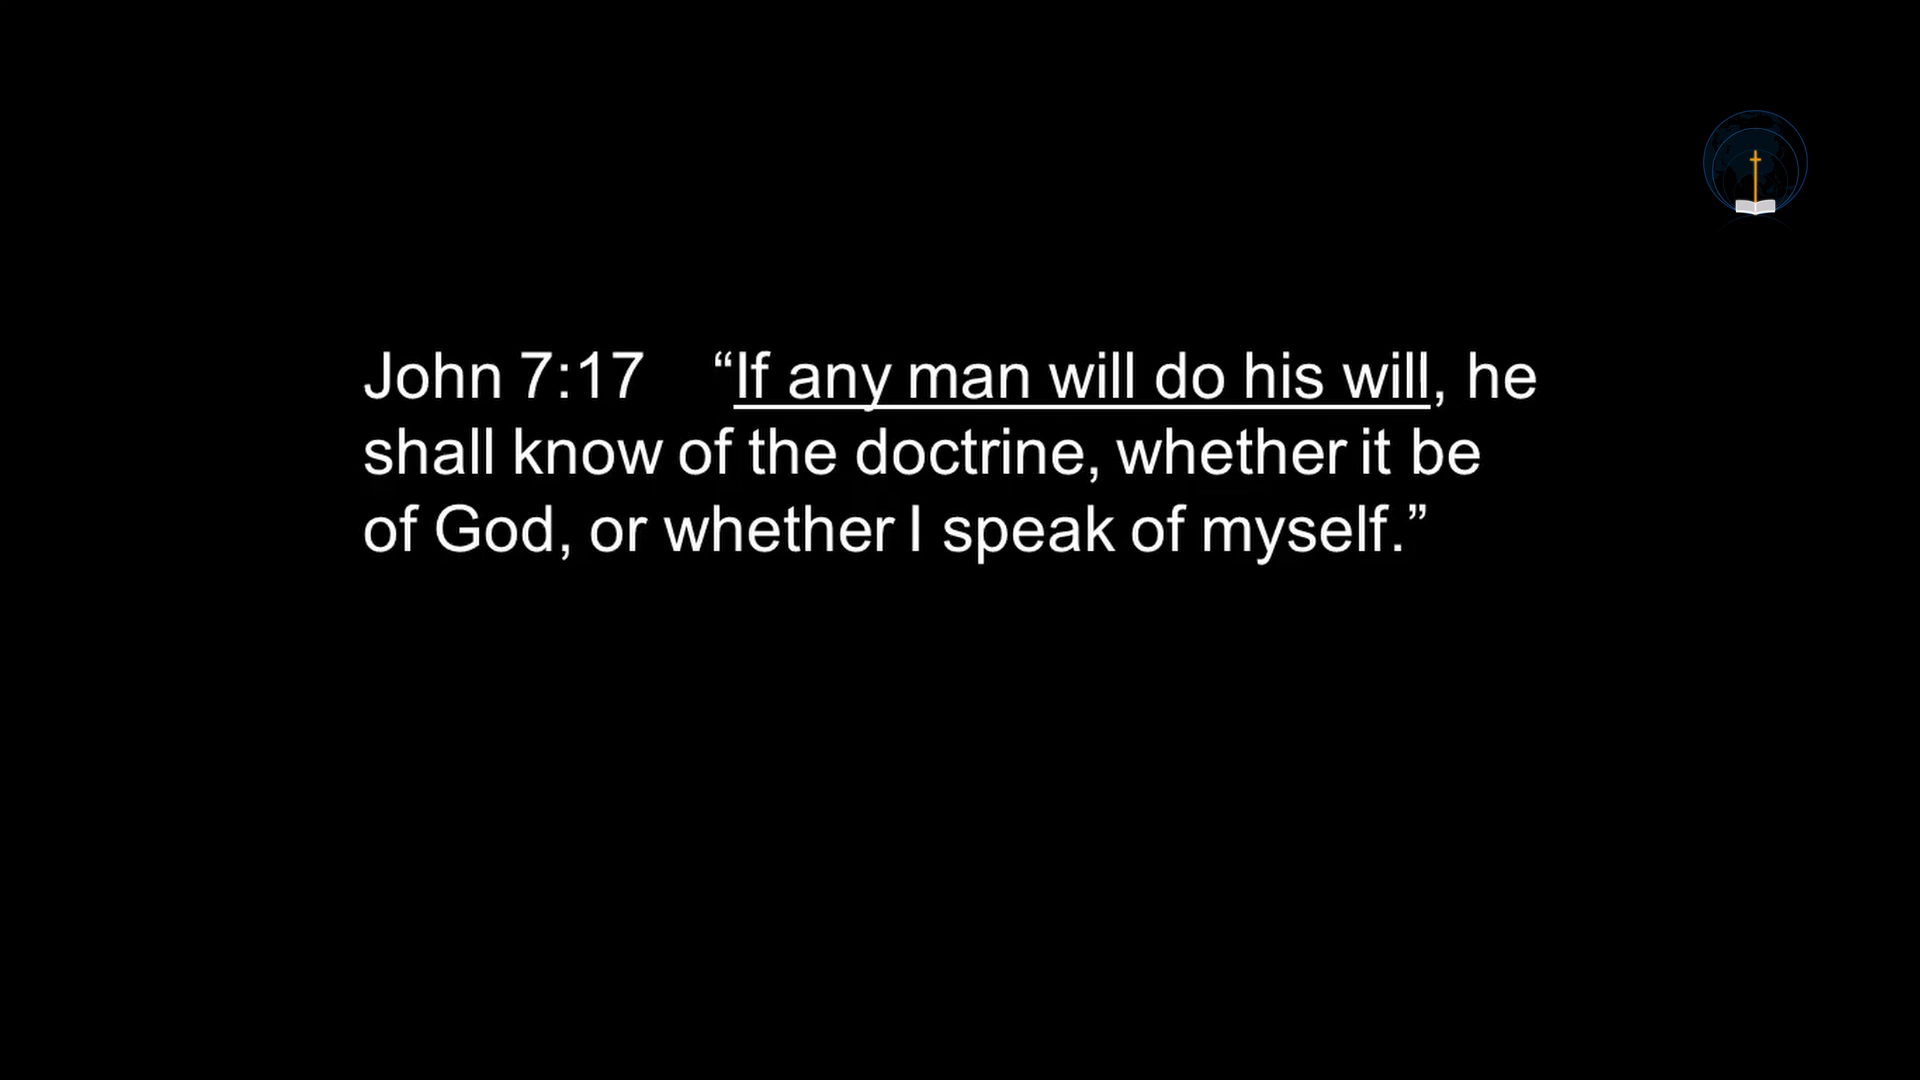 John 7:17 “If any man will do his will, he
shall know of the doctrine, whether it be
of God, or whether I speak of myself.”